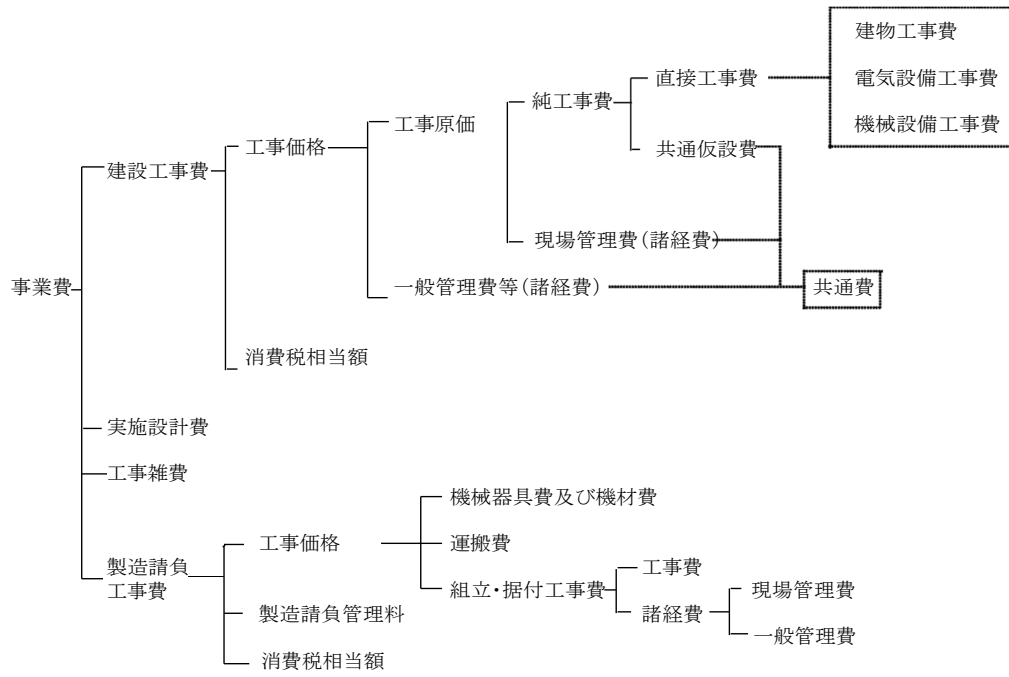 事業費
建設工事費
工事価格
工事原価
純工事費
直接工事費
建物工事費
電気設備工事費
機械設備工事費
共通仮設費
現場管理費(諸経費)
一般管理費等(諸経費)
共通費
消費税相当額
実施設計費
工事雑費
製造請負
工事費
工事価格
機械器具費及び機材費
運搬費
組立・据付工事費
工事費
諸経費
現場管理費
一般管理費
製造請負管理料
消費税相当額